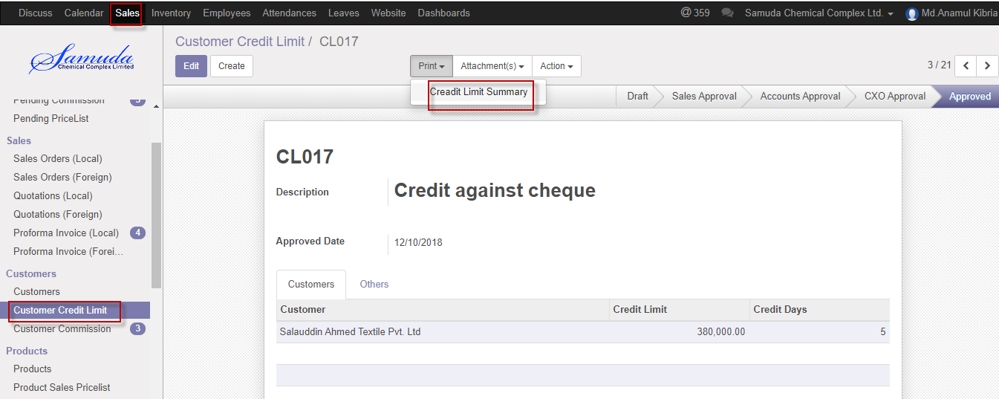 Discuss Calendar Sales Inventory Employees Attendances Leaves Website Dashboards @ 359 Samuda Chemical Complex Ltd. Md.Anamul Kibria
Samuda
Chemical Complex Limited
Customer Credit Limit / CL017
Edit Create Print Attachment(s) Action 3 / 21
Creadit Limit Summary
Draft Sales Approval Accounts Approval CXO Approval Approved
Pending Commission 5
Pending PriceList
Sales
Sales Orders (Local)
Sales Orders (Foreign)
Quotations (Local)
Quotations (Foreign)
Proforma Invoice (Local) 4
Proforma Invoice (Forei...
Customers
Customers
Customer Credit Limit
Customer Commission 3
Products
Products
Product Sales Pricelist
CL017
Description Credit against cheque
Approved Date 12/10/2018
Customers Others
Customer Credit Limit Credit Days
Salauddin Ahmed Textile Pvt. Ltd 380,000.00 5